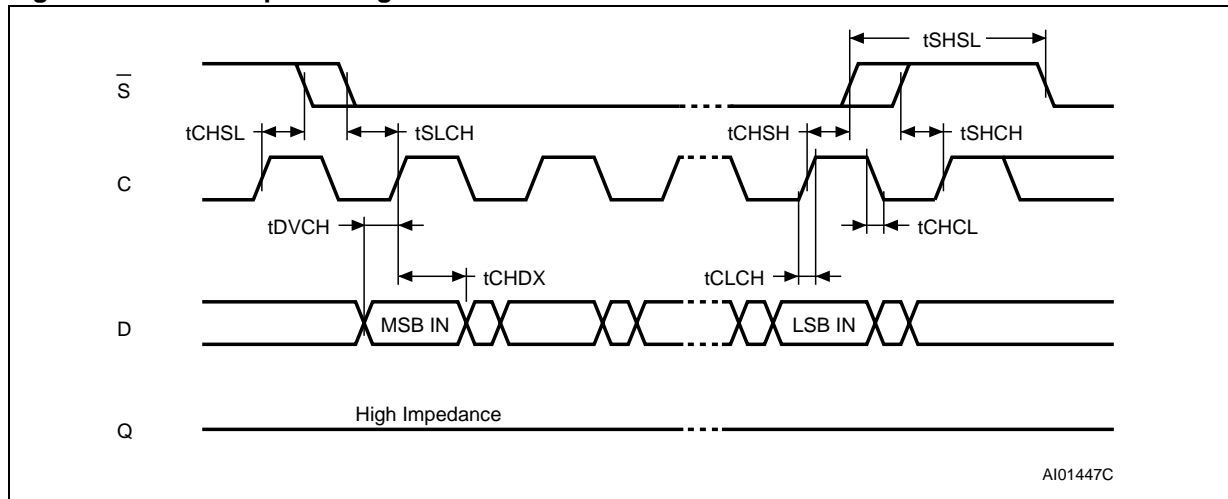 tSHSL
S
tCHSL
tSLCH
tCHSH
tSHCH
C
tDVCH
tCHCL
tCHDX
tCLCH
D
MSB IN
LSB IN
High Impedance
Q
AI01447C